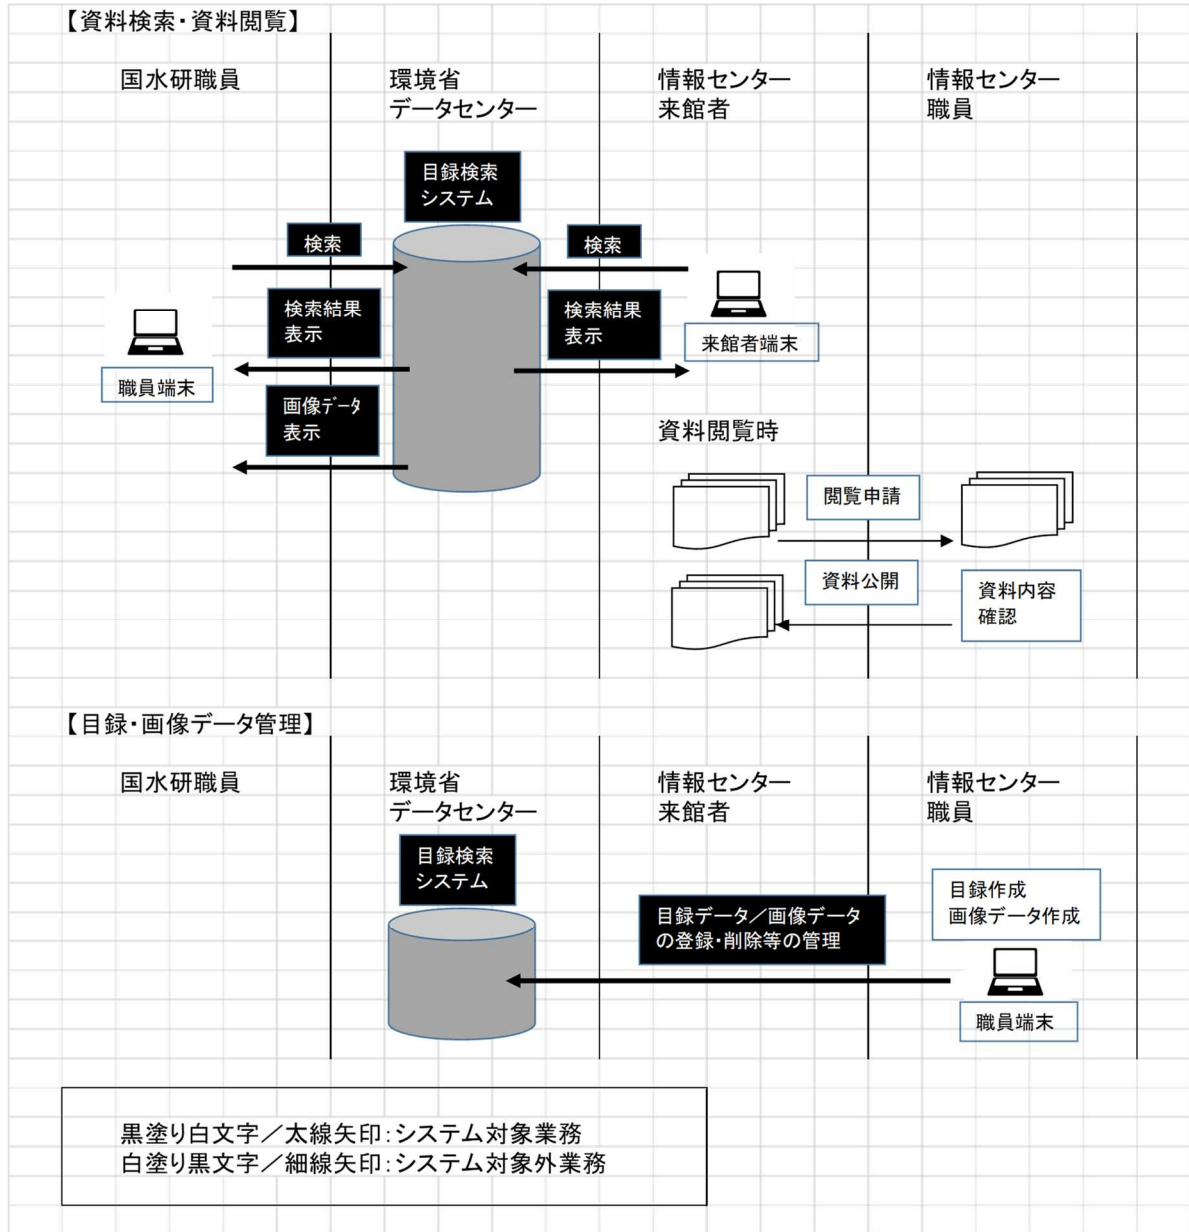 【資料検索・資料閲覧】
国水研職員
環境省
データセンター
情報センター
来館者
情報センター
職員
目録検索
システム
検索
検索
検索結果
表示
検索結果
表示
職員端末
来館者端末
画像データ
表示
資料閲覧時
閲覧申請
資料公開
資料内容
確認
【目録・画像データ管理】
国水研職員
環境省
データセンター
情報センター
来館者
情報センター
職員
目録検索
システム
目録データ／画像データ
の登録・削除等の管理
目録作成
画像データ作成
職員端末
黒塗り白文字／太線矢印：システム対象業務
白塗り黒文字／細線矢印：システム対象外業務